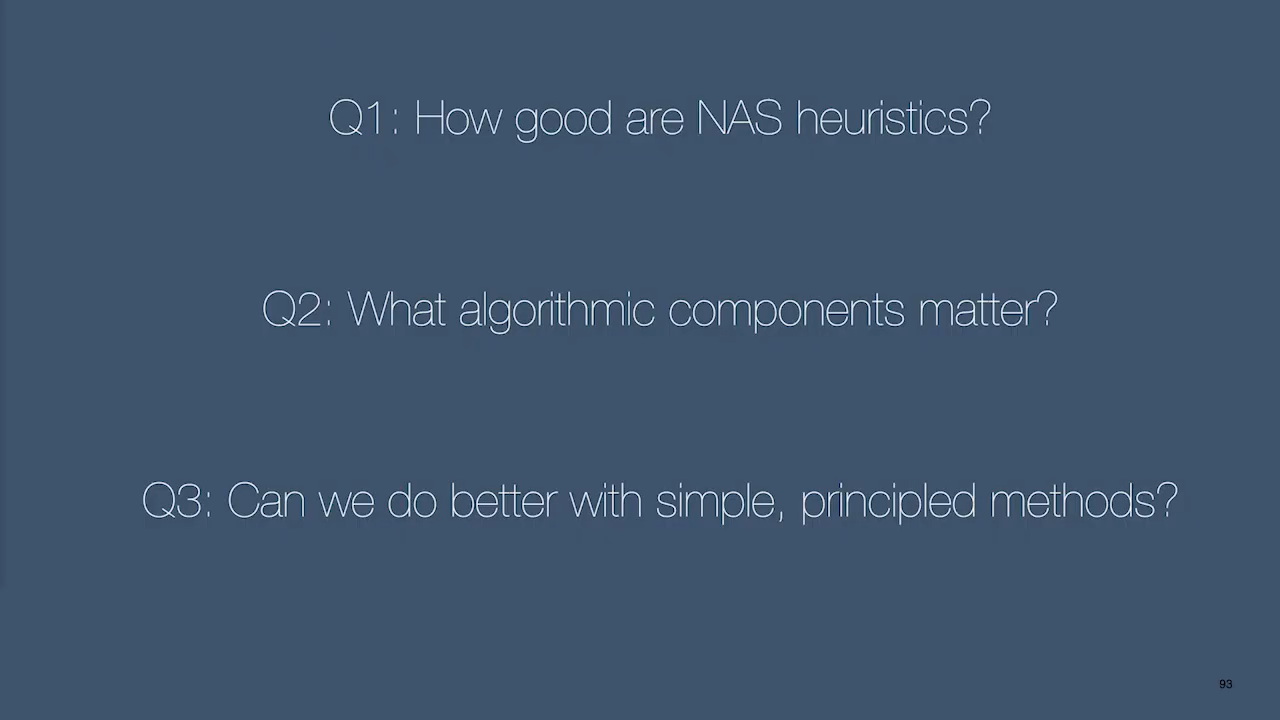 Q1: How good are NAS heuristics?
Q2: What algorithmic components matter?
Q3: Can we do better with simple, principled methods?
93